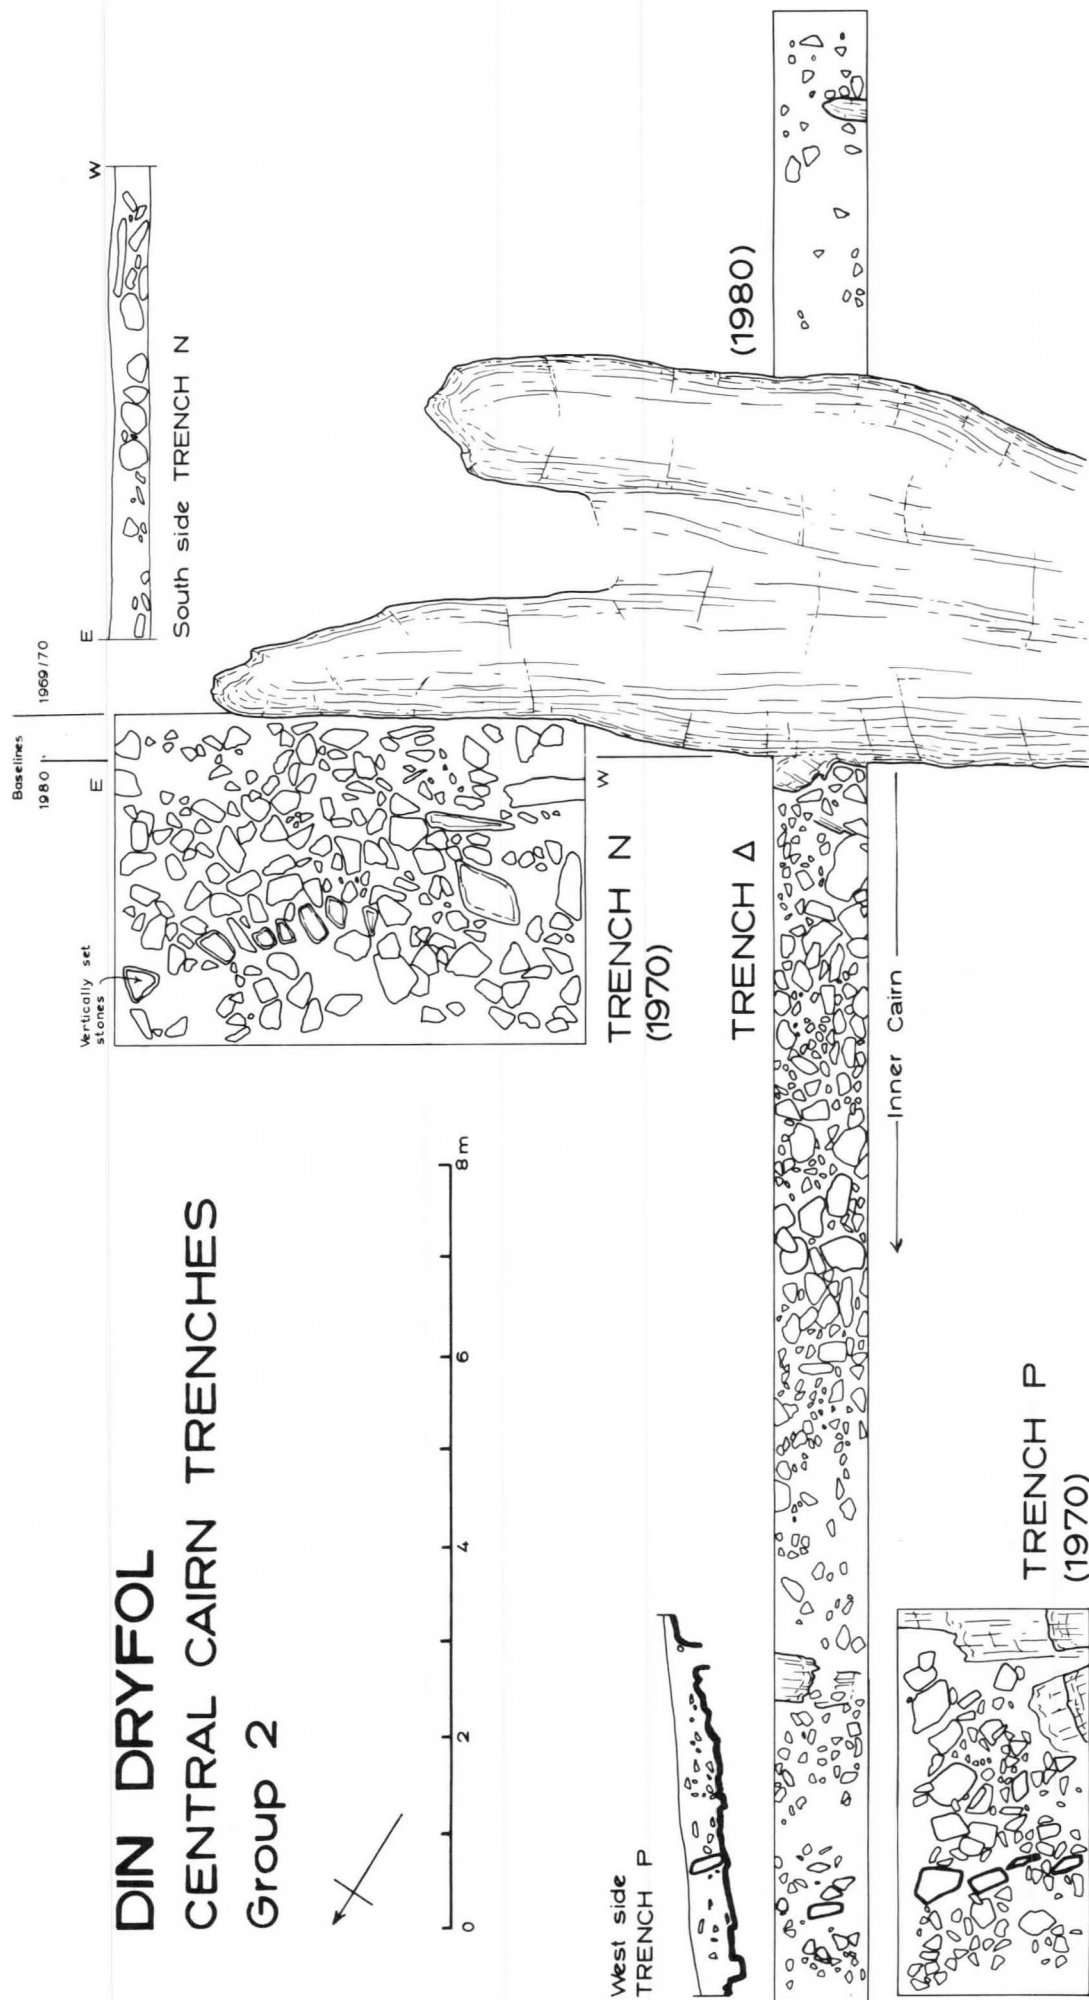 DIN DRYFOL
CENTRAL CAIRN TRENCHES
Group 2
0 2 4 6 8m
Baselines
1980
1969/70
Vertically set
stones
E
W
E
W
South side TRENCH N
TRENCH N
(1970)
TRENCH Δ
(1980)
Inner Cairn
West side
TRENCH P
TRENCH P
(1970)